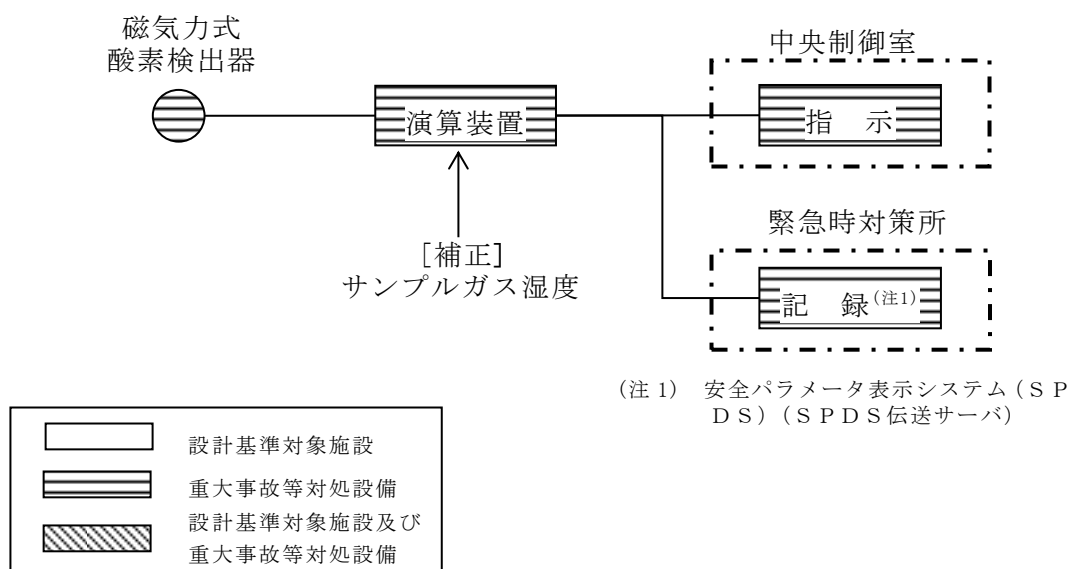 磁気力式
酸素検出器
演算装置
[補正]
サンプルガス湿度
中央制御室
指　示
緊急時対策所
記　録(注1)
(注 1)　安全パラメータ表示システム（ＳＰ
ＤＳ）（ＳＰＤＳ伝送サーバ）
設計基準対象施設
重大事故等対処設備
設計基準対象施設及び
重大事故等対処設備